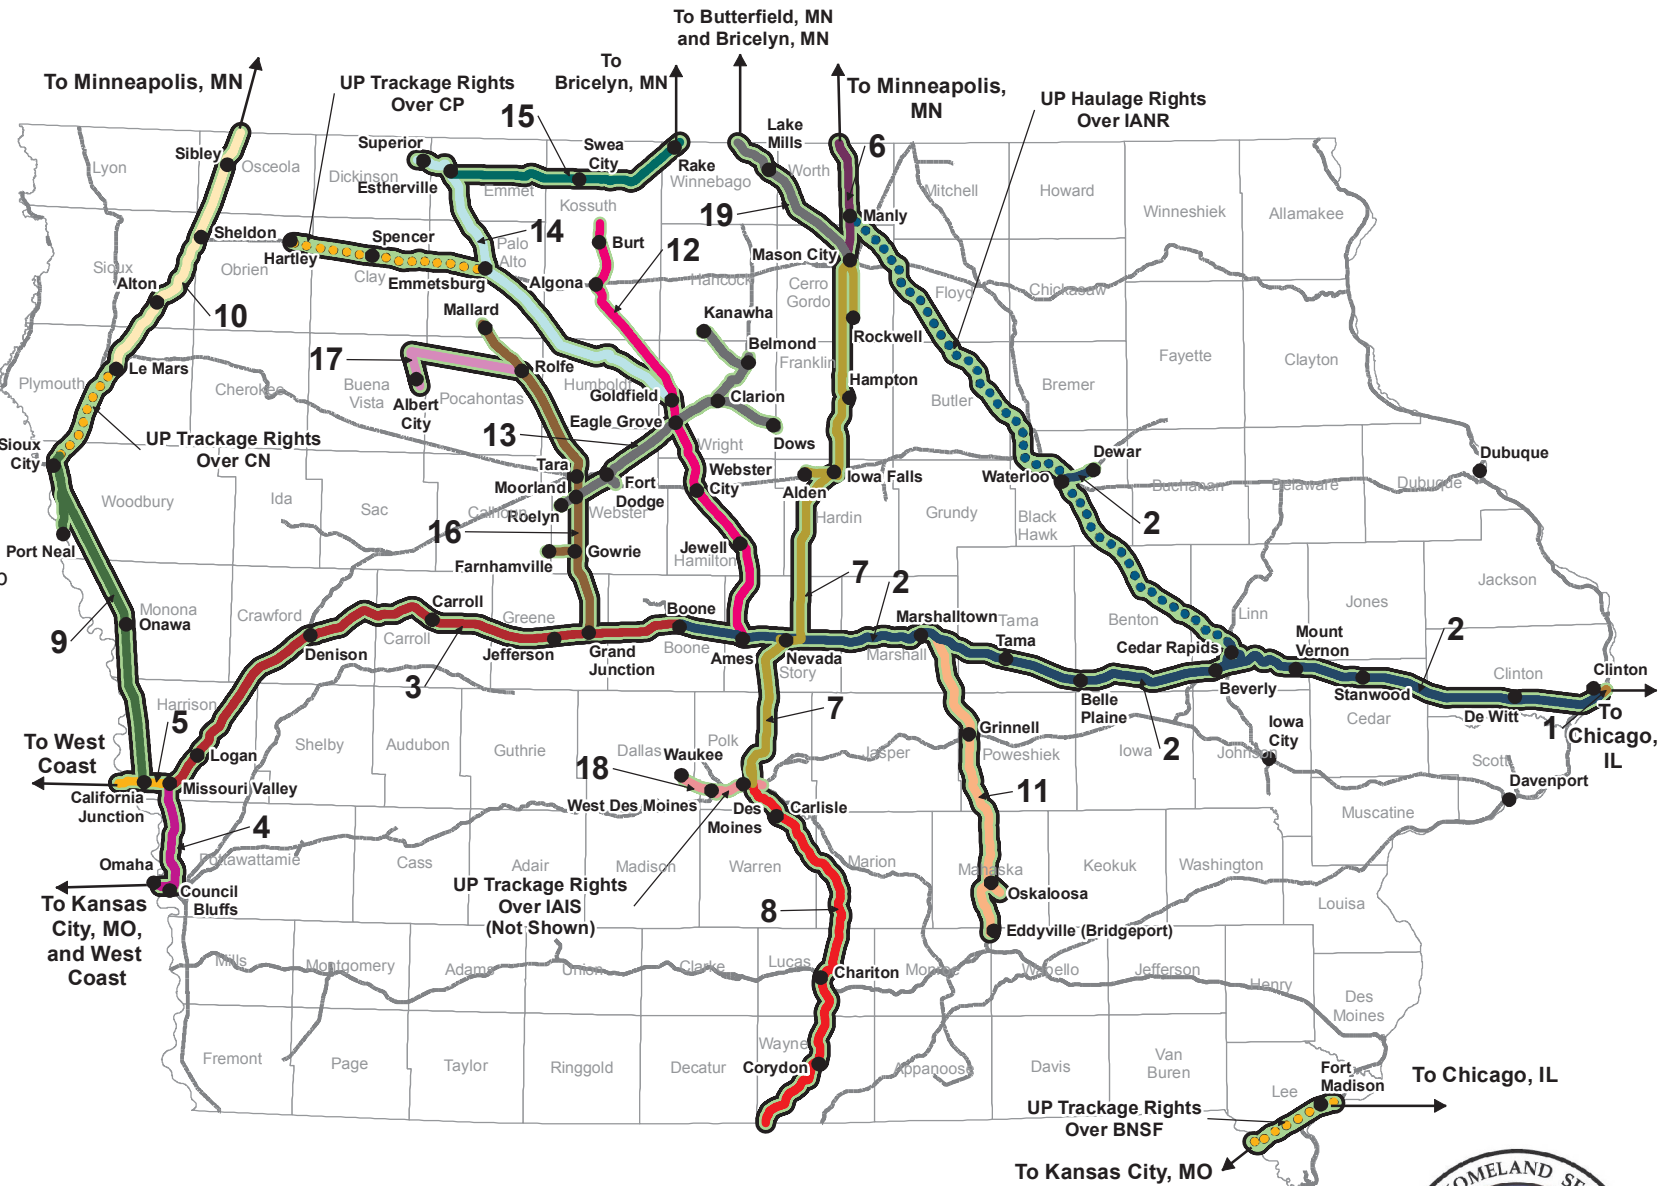 To Butterfield, MN
and Bricelyn, MN
To
Bricelyn, MN
To Minneapolis, MN
UP Trackage Rights
Over CP
15
To Minneapolis,
MN
UP Haulage Rights
Over IANR
Superior
Swea
City
Lake
Mills
6
Sibley
Osceola
Lyon
Dickinson
Estherville
Emmet
Rake
Winnebago
Worth
Mitchell
Howard
Winneshiek
Allamakee
Kossuth
19
Manly
Sheldon
Spencer
14
Burt
12
Hartley
Palo
Alto
Mason City
Sioux
Obrien
Clay
Emmetsburg
Algona
Hancock
Cerro
Gordo
Floyd
Chickasaw
Alton
10
Mallard
Kanawha
Rockwell
Belmond
Franklin
17
Le Mars
Rolfe
Fayette
Clayton
Plymouth
Cherokee
Buena
Vista
Pocahontas
Humboldt
Goldfield
Clarion
Hampton
Butler
Bremer
Albert
City
Eagle Grove
Dows
UP Trackage Rights
Over CN
13
Wright
Sioux
City
Tara
Webster
City
Dewar
Dubuque
Moorland
Fort
Dodge
Alden
Iowa Falls
Waterloo
2
Woodbury
Ida
Sac
Calhoun
Roelyn
Webster
Hardin
Grundy
Black
Hawk
Buchanan
Delaware
Dubuque
16
Port Neal
Gowrie
Jewell
Hamilton
Farnhamville
7
2
Jackson
Monona
Onawa
Crawford
Carroll
Greene
Boone
Marshalltown
Tama
Benton
Linn
Jones
9
Carroll
Denison
Jefferson
Grand
Junction
Boone
Ames
Nevada
Story
Marshall
Tama
Cedar Rapids
Mount
Vernon
2
3
Belle
Plaine
Beverly
Stanwood
Clinton
De Witt
Clinton
1
To
Chicago,
IL
Harrison
5
7
Grinnell
Iowa
City
Cedar
To West
Coast
Logan
Shelby
Audubon
Guthrie
Dallas
Polk
Jasper
Poweshiek
Iowa
2
Johnson
Scott
Waukee
18
California
Junction
Missouri Valley
West Des Moines
Des
Moines
Carlisle
11
Davenport
Muscatine
4
Omaha
Pottawattamie
Cass
Adair
Madison
Warren
Marion
Mahaska
Keokuk
Washington
Council
Bluffs
UP Trackage Rights
Over IAIS
(Not Shown)
Oskaloosa
Louisa
To Kansas
City, MO,
and West
Coast
8
Eddyville (Bridgeport)
Mills
Montgomery
Adams
Union
Clarke
Lucas
Chariton
Monroe
Wapello
Jefferson
Henry
Des
Moines
Fremont
Page
Taylor
Ringgold
Decatur
Wayne
Corydon
Appanoose
Davis
Van
Buren
Lee
Fort
Madison
To Chicago, IL
UP Trackage Rights
Over BNSF
To Kansas City, MO